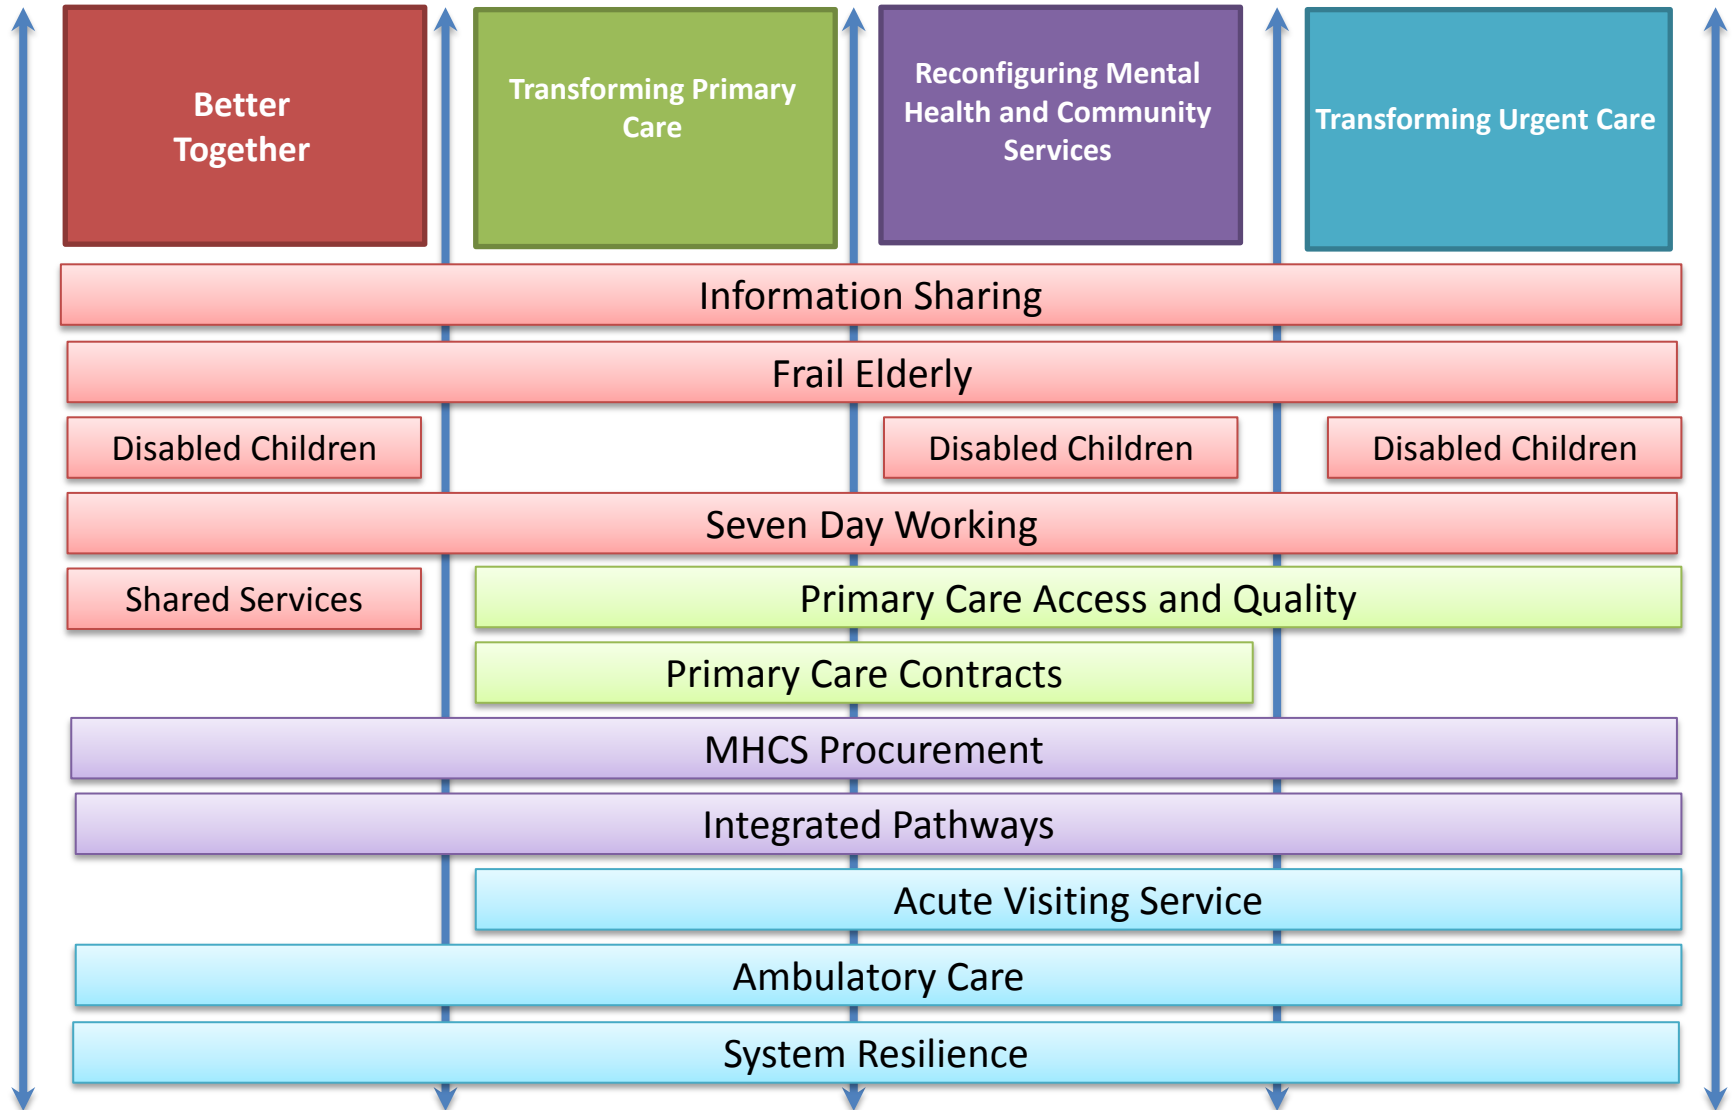 Better
Together
Transforming Primary
Care
Reconfiguring Mental
Health and Community
Services
Transforming Urgent Care
Information Sharing
Frail Elderly
Disabled Children
Disabled Children
Disabled Children
Seven Day Working
Shared Services
Primary Care Access and Quality
Primary Care Contracts
MHCS Procurement
Integrated Pathways
Acute Visiting Service
Ambulatory Care
System Resilience